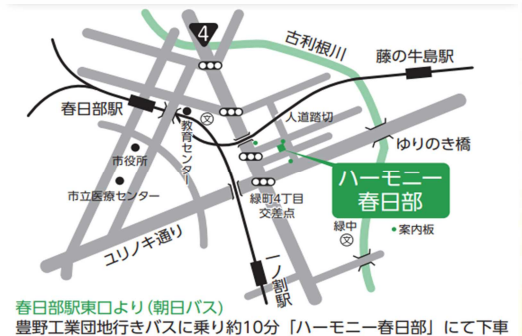 4
古利根川
藤の牛島駅
春日部駅
文
教育センター
人道踏切
ゆりのき橋
市役所
ハーモニー
春日部
市立医療センター
緑町4丁目
交差点
緑中
文
案内板
ユリノキ通り
一ノ割駅
春日部駅東口より(朝日バス)
豊野工業団地行きバスに乗り約10分「ハーモニー春日部」にて下車